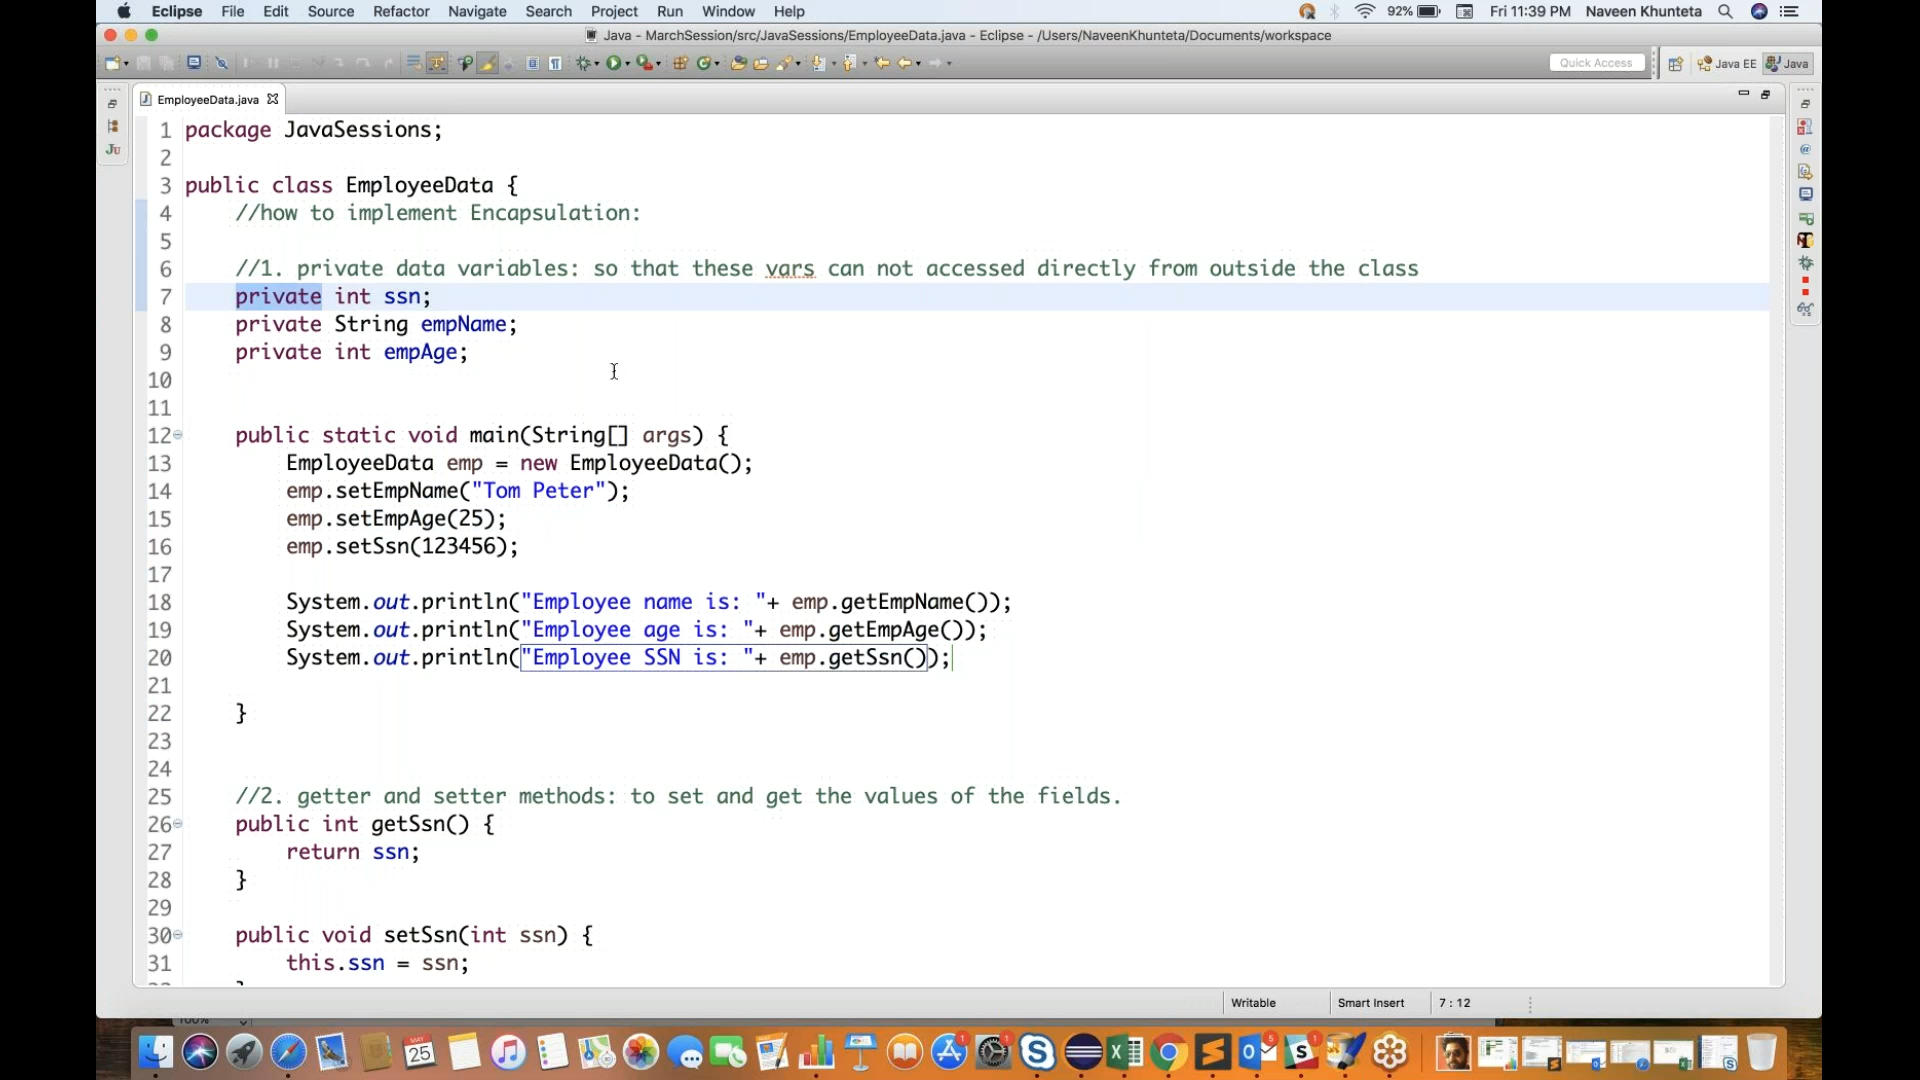 Eclipse File Edit Source Refactor Navigate Search Project Run Window Help 92% Fri 11:39 PM Naveen Khunteta
Java - MarchSession/src/JavaSessions/EmployeeData.java - Eclipse - /Users/NaveenKhunteta/Documents/workspace
Quick Access Java EE Java
EmployeeData.java
1 package JavaSessions;
2
3 public class EmployeeData {
4 //how to implement Encapsulation:
5
6 //1. private data variables: so that these vars can not accessed directly from outside the class
7 private int ssn;
8 private String empName;
9 private int empAge;
10
11
12 public static void main(String[] args) {
13 EmployeeData emp = new EmployeeData();
14 emp.setEmpName("Tom Peter");
15 emp.setEmpAge(25);
16 emp.setSsn(123456);
17
18 System.out.println("Employee name is: "+ emp.getEmpName());
19 System.out.println("Employee age is: "+ emp.getEmpAge());
20 System.out.println("Employee SSN is: "+ emp.getSsn());
21
22 }
23
24
25 //2. getter and setter methods: to set and get the values of the fields.
26 public int getSsn() {
27 return ssn;
28 }
29
30 public void setSsn(int ssn) {
31 this.ssn = ssn;
Writable Smart Insert 7 : 12
100%
25